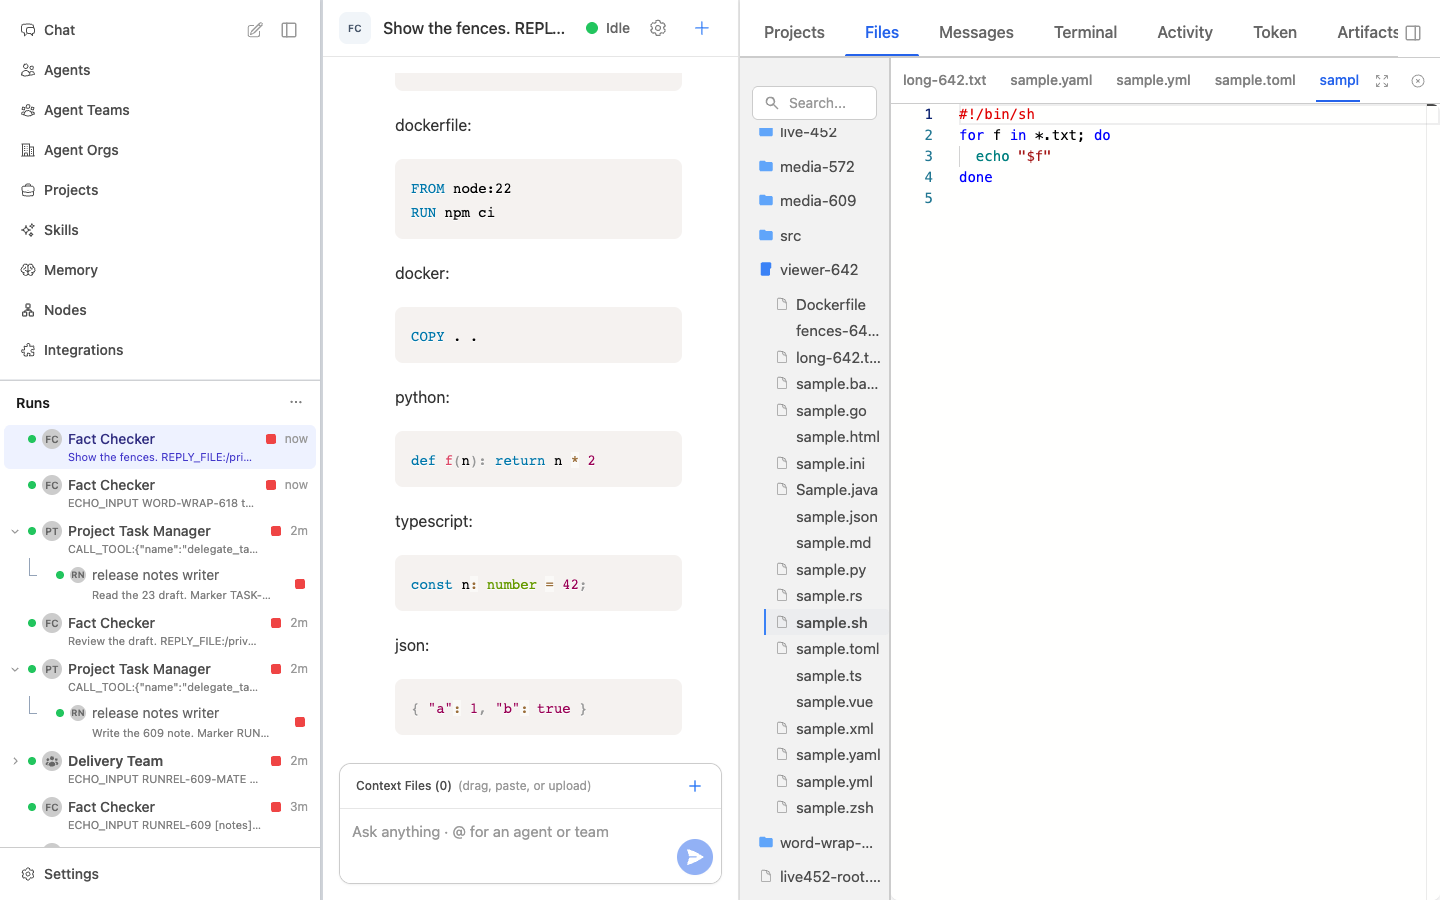 Chat
Agents
Agent Teams
Agent Orgs
Projects
Skills
Memory
Nodes
Integrations
Runs
FC Fact Checker now
Show the fences. REPLY_FILE:/pri...
FC Fact Checker now
ECHO_INPUT WORD-WRAP-618 t...
PT Project Task Manager 2m
CALL_TOOL:{"name":"delegate_ta...
RN release notes writer
Read the 23 draft. Marker TASK-...
FC Fact Checker 2m
Review the draft. REPLY_FILE:/priv...
PT Project Task Manager 2m
CALL_TOOL:{"name":"delegate_ta...
RN release notes writer
Write the 609 note. Marker RUN...
Delivery Team 2m
ECHO_INPUT RUNREL-609-MATE ...
FC Fact Checker 3m
ECHO_INPUT RUNREL-609 [notes]...
Settings
FC Show the fences. REPL... Idle
dockerfile:
FROM node:22
RUN npm ci
docker:
COPY . .
python:
def f(n): return n * 2
typescript:
const n: number = 42;
json:
{ "a": 1, "b": true }
Context Files (0) (drag, paste, or upload)
Ask anything · @ for an agent or team
Projects Files Messages Terminal Activity Token Artifacts
Search...
live-452
media-572
media-609
src
viewer-642
Dockerfile
fences-64...
long-642.t...
sample.ba...
sample.go
sample.html
sample.ini
Sample.java
sample.json
sample.md
sample.py
sample.rs
sample.sh
sample.toml
sample.ts
sample.vue
sample.xml
sample.yaml
sample.yml
sample.zsh
word-wrap-...
live452-root....
long-642.txt sample.yaml sample.yml sample.toml sampl
1 #!/bin/sh
2 for f in *.txt; do
3 echo "$f"
4 done
5